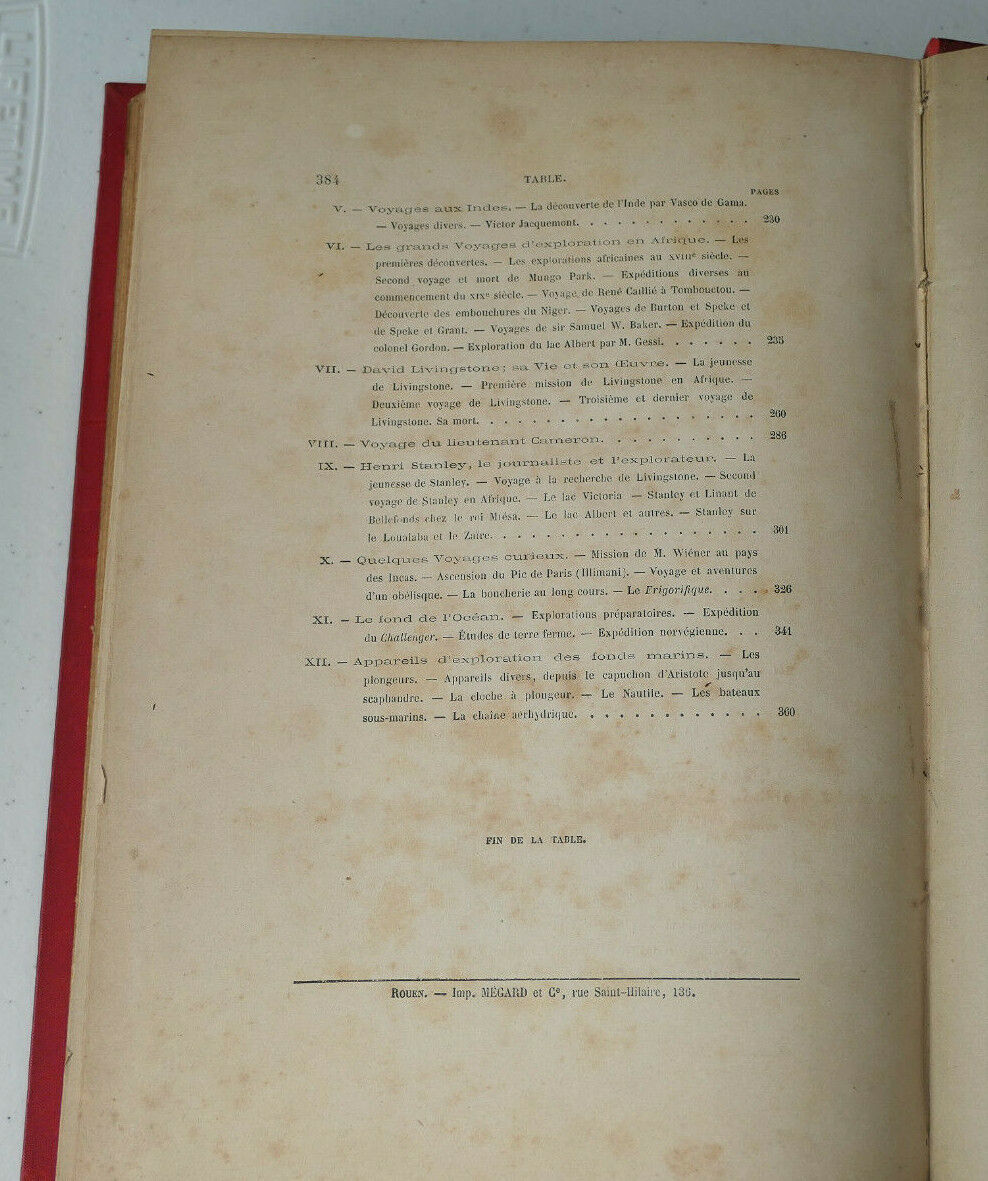 LIFETIME
384 TABLE.
PAGES
V. — Voyages aux Indes. — La découverte de l'Inde par Vasco de Gama.
— Voyages divers. — Victor Jacquemont. . . . . . . . . . . 230
VI. — Les grands Voyages d'exploration en Afrique. — Les
premières découvertes. — Les explorations africaines au XVIIIe siècle. —
Second voyage et mort de Mungo Park. — Expéditions diverses au
commencement du XIXe siècle. — Voyage de René Caillié à Tombouctou. —
Découverte des embouchures du Niger. — Voyages de Burton et Speke et
de Speke et Grant. — Voyages de sir Samuel W. Baker. — Expédition du
colonel Gordon. — Exploration du lac Albert par M. Gessi. . . . . . . 235
VII. — David Livingstone; sa Vie et son Œuvre. — La jeunesse
de Livingstone. — Première mission de Livingstone en Afrique. —
Deuxième voyage de Livingstone. — Troisième et dernier voyage de
Livingstone. Sa mort. . . . . . . . . . . . . . . . . 260
VIII. — Voyage du lieutenant Cameron. . . . . . . . . . 286
IX. — Henri Stanley, le journaliste et l'explorateur. — La
jeunesse de Stanley. — Voyage à la recherche de Livingstone. — Second
voyage de Stanley en Afrique. — Le lac Victoria — Stanley et Linant de
Bellefonds chez le roi Mtésa. — Le lac Albert et autres. — Stanley sur
le Loualaba et le Zaïre. . . . . . . . . . . . . . . . 301
X. — Quelques Voyages curieux. — Mission de M. Wiéner au pays
des Incas. — Ascension du Pic de Paris (Illimani). — Voyage et aventures
d'un obélisque. — La boucherie au long cours. — Le Frigorifique. . . . 326
XI. — Le fond de l'Océan. — Explorations préparatoires. — Expédition
du Challenger. — Études de terre ferme. — Expédition norvégienne. . . 341
XII. — Appareils d'exploration des fonds marins. — Les
plongeurs. — Appareils divers, depuis le capuchon d'Aristote jusqu'au
scaphandre. — La cloche à plongeur. — Le Nautile. — Les bateaux
sous-marins. — La chaîne aérhydrique. . . . . . . . . . . . 360
FIN DE LA TABLE.
ROUEN. — Imp. MÉGARD et Ce, rue Saint-Hilaire, 136.